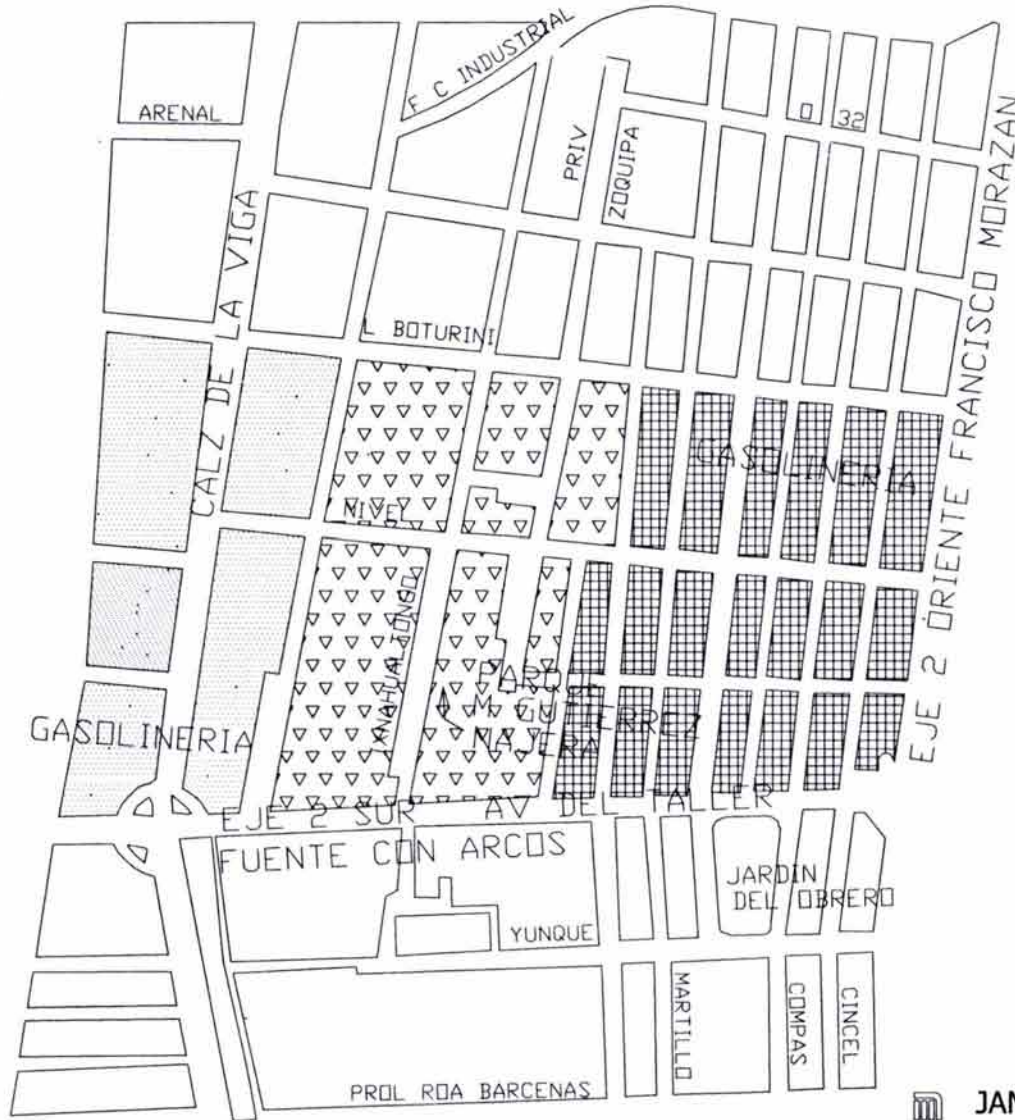 F C INDUSTRIAL
ARENAL
32
PRIV
ZOQUIPA
CALZ DE LA VIGA
EJE 2 ORIENTE FRANCISCO MORAZAN
L BOTURINI
GASOLINERIA
NIVEL
XANAHUALTONGO
PARQUE
M. GUTIERREZ
NAJERA
GASOLINERIA
EJE 2 SUR AV DEL TALLER
FUENTE CON ARCOS
JARDIN
DEL OBRERO
YUNQUE
MARTILLO
COMPAS
CINCEL
PROL ROA BARCENAS
JAM